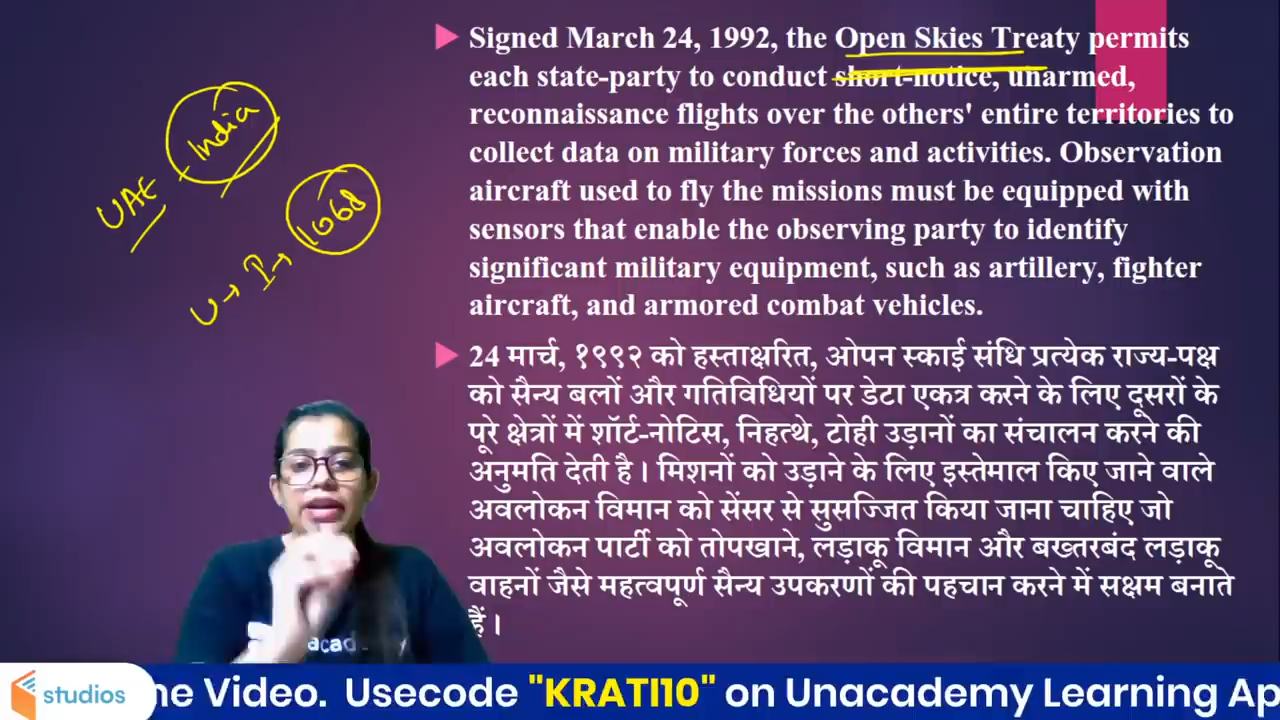 Signed March 24, 1992, the Open Skies Treaty permits
each state-party to conduct short-notice, unarmed,
reconnaissance flights over the others' entire territories to
collect data on military forces and activities. Observation
aircraft used to fly the missions must be equipped with
sensors that enable the observing party to identify
significant military equipment, such as artillery, fighter
aircraft, and armored combat vehicles.
24 मार्च, १९९२ को हस्ताक्षरित, ओपन स्काई संधि प्रत्येक राज्य-पक्ष
को सैन्य बलों और गतिविधियों पर डेटा एकत्र करने के लिए दूसरों के
पूरे क्षेत्रों में शॉर्ट-नोटिस, निहत्थे, टोही उड़ानों का संचालन करने की
अनुमति देती है। मिशनों को उड़ाने के लिए इस्तेमाल किए जाने वाले
अवलोकन विमान को सेंसर से सुसज्जित किया जाना चाहिए जो
अवलोकन पार्टी को तोपखाने, लड़ाकू विमान और बख्तरबंद लड़ाकू
वाहनों जैसे महत्वपूर्ण सैन्य उपकरणों की पहचान करने में सक्षम बनाते
हैं।
UAE - India
U → I →
acad
studios
ne Video. Usecode "KRATI10" on Unacademy Learning Ap